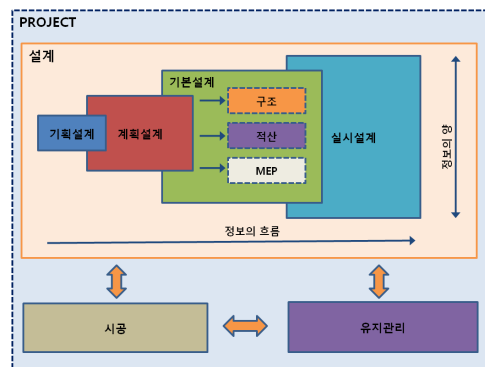 PROJECT
설계
기본설계
기획설계
계획설계
구조
적산
MEP
실시설계
정보의 양
정보의 흐름
시공
유지관리